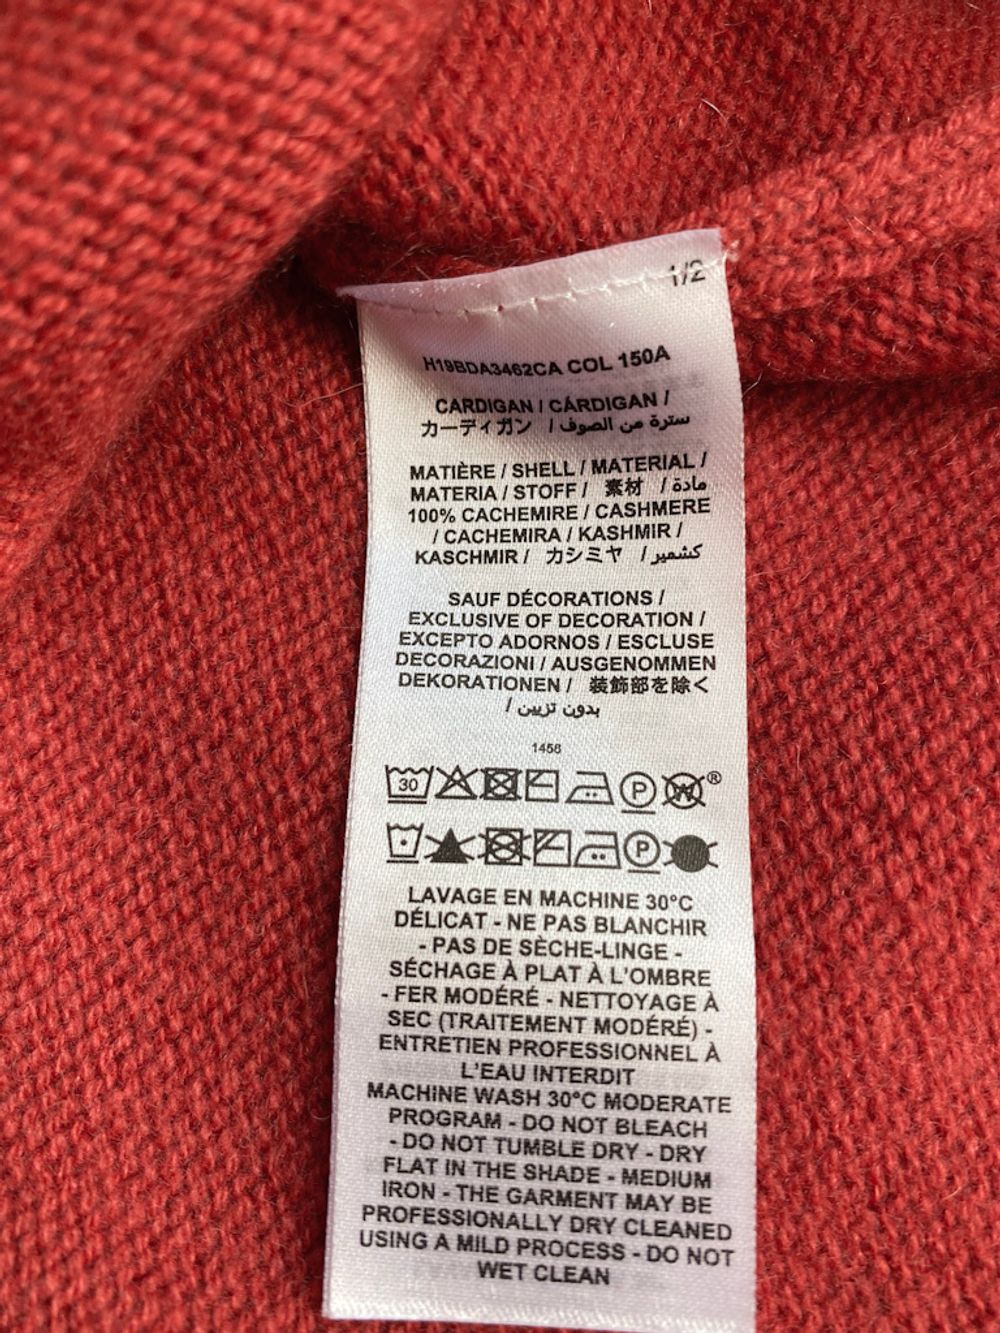 1/2
H19BDA3462CA COL 150A
CARDIGAN / CÁRDIGAN /
カーディガン / سترة من الصوف
MATIÈRE / SHELL / MATERIAL /
MATERIA / STOFF / 素材 / مادة
100% CACHEMIRE / CASHMERE
/ CACHEMIRA / KASHMIR /
KASCHMIR / カシミヤ / كشمير
SAUF DÉCORATIONS /
EXCLUSIVE OF DECORATION /
EXCEPTO ADORNOS / ESCLUSE
DECORAZIONI / AUSGENOMMEN
DEKORATIONEN / 装飾部を除く
/ بدون تزيين
1458
30 P W ®
P
LAVAGE EN MACHINE 30°C
DÉLICAT - NE PAS BLANCHIR
- PAS DE SÈCHE-LINGE -
SÉCHAGE À PLAT À L'OMBRE
- FER MODÉRÉ - NETTOYAGE À
SEC (TRAITEMENT MODÉRÉ) -
ENTRETIEN PROFESSIONNEL À
L'EAU INTERDIT
MACHINE WASH 30°C MODERATE
PROGRAM - DO NOT BLEACH
- DO NOT TUMBLE DRY - DRY
FLAT IN THE SHADE - MEDIUM
IRON - THE GARMENT MAY BE
PROFESSIONALLY DRY CLEANED
USING A MILD PROCESS - DO NOT
WET CLEAN